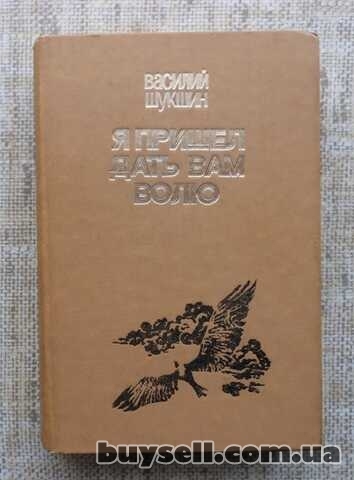 василий
шукшин
я пришел
дать вам
волю
buysell.com.ua